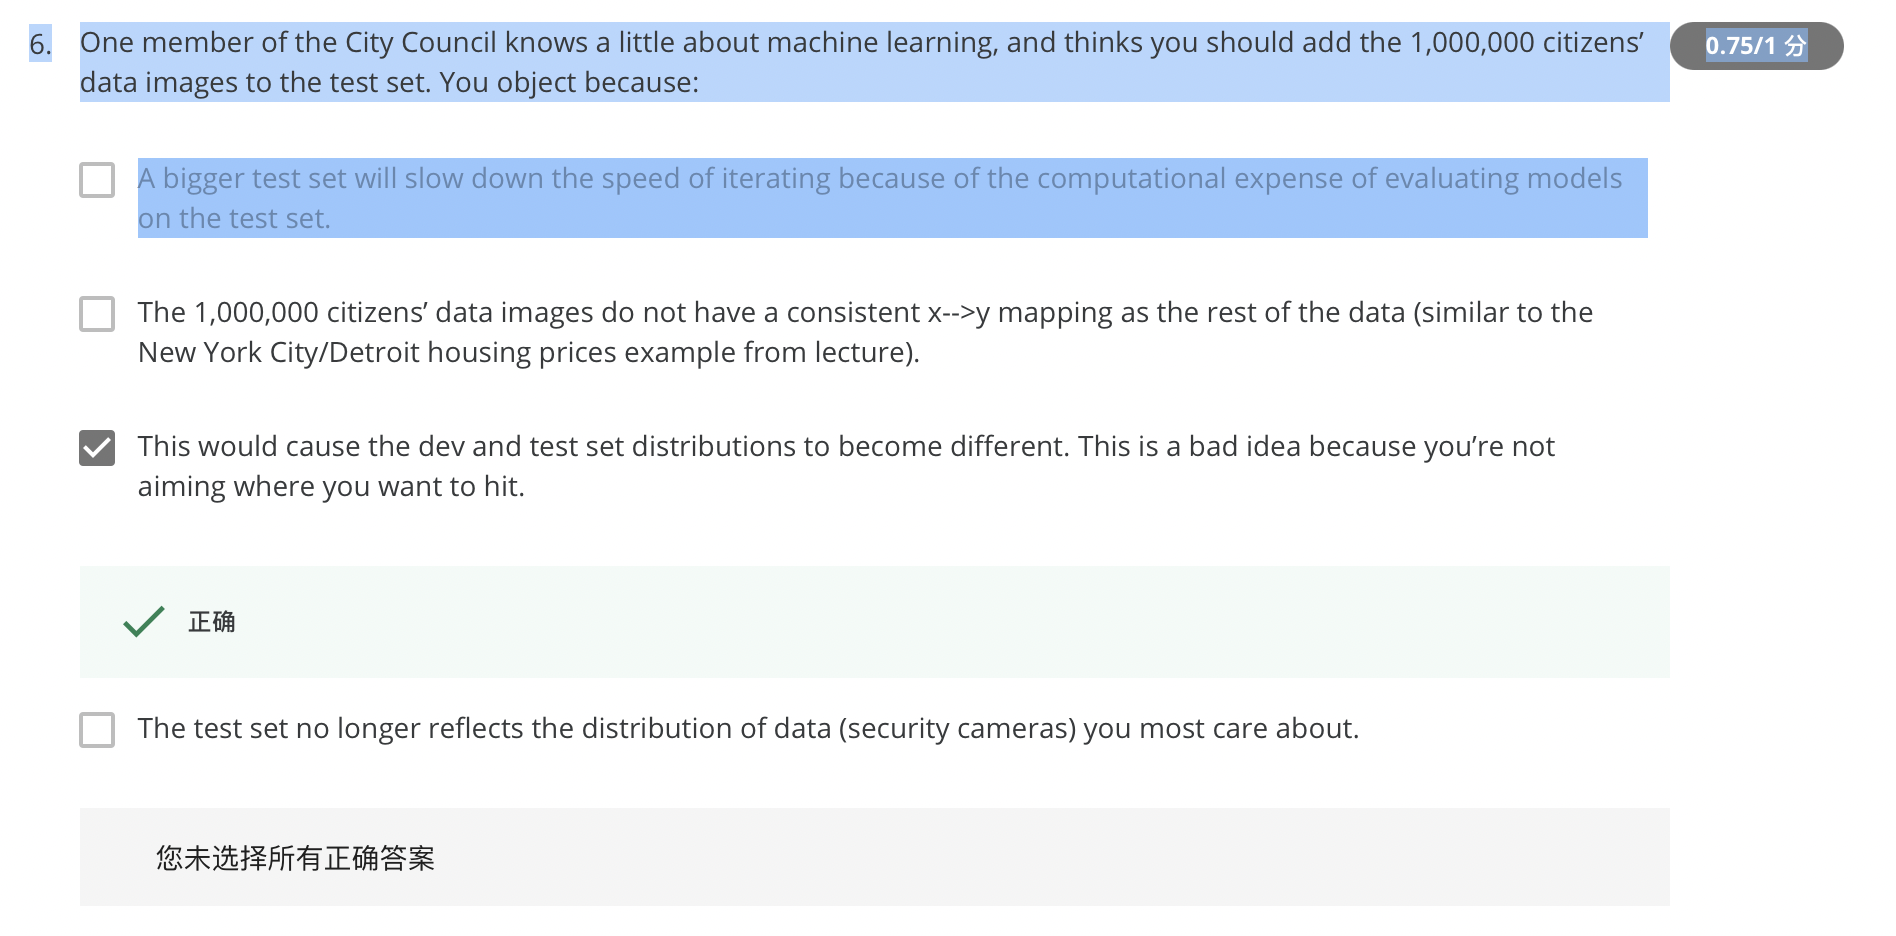 6. One member of the City Council knows a little about machine learning, and thinks you should add the 1,000,000 citizens’ 0.75/1 分
data images to the test set. You object because:
A bigger test set will slow down the speed of iterating because of the computational expense of evaluating models
on the test set.
The 1,000,000 citizens’ data images do not have a consistent x-->y mapping as the rest of the data (similar to the
New York City/Detroit housing prices example from lecture).
This would cause the dev and test set distributions to become different. This is a bad idea because you’re not
aiming where you want to hit.
正确
The test set no longer reflects the distribution of data (security cameras) you most care about.
您未选择所有正确答案